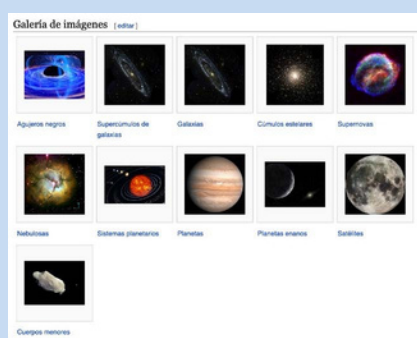 Galería de imágenes [editar]
Agujeros negros
Supercúmulos de
galaxias
Galaxias
Cúmulos estelares
Supernovas
Nebulosas
Sistemas planetarios
Planetas
Planetas enanos
Satélites
Cuerpos menores